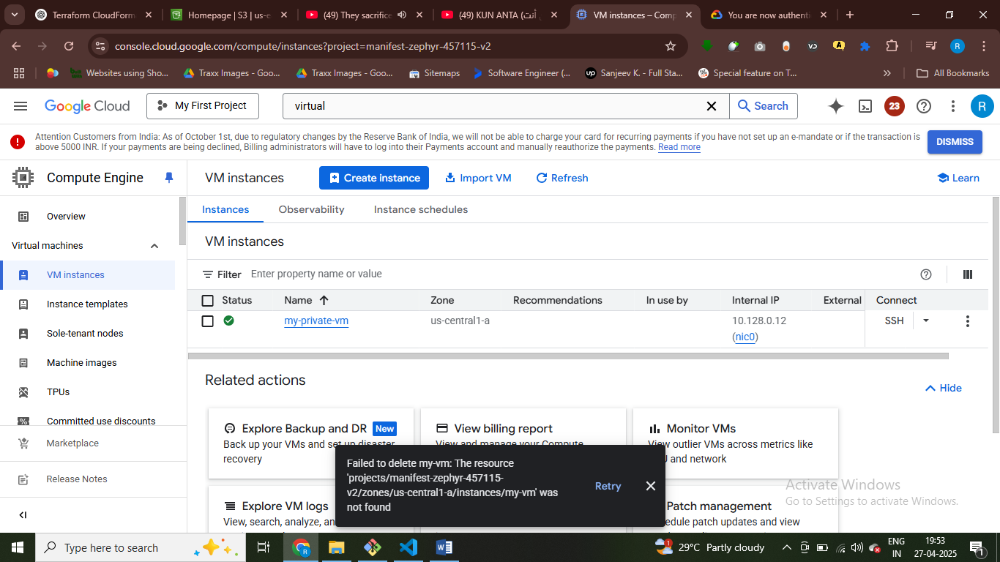 Terraform CloudForm
Homepage | S3 | us-e
(49) They sacrifice
(49) KUN ANTA (كن أنت
VM instances – Comp
You are now authenti
console.cloud.google.com/compute/instances?project=manifest-zephyr-457115-v2
R
Websites using Sho...
Traxx Images - Goo...
Traxx Images - Goo...
Sitemaps
Software Engineer (...
up
Sanjeev K. - Full Sta...
Special feature on T...
»
All Bookmarks
Google Cloud
My First Project
virtual
Search
23
R
Attention Customers from India: As of October 1st, due to regulatory changes by the Reserve Bank of India, we will not be able to charge your card for recurring payments if you have not set up an e-mandate or if the transaction is
above 5000 INR. If your payments are being declined, Billing administrators will have to log into their Payments account and manually reauthorize the payments. Read more
DISMISS
Compute Engine
VM instances
Create instance
Import VM
Refresh
Learn
Overview
Virtual machines
VM instances
Instance templates
Sole-tenant nodes
Machine images
TPUs
Committed use discounts
Marketplace
Release Notes
Instances
Observability
Instance schedules
VM instances
Filter
Enter property name or value
Status
Name
Zone
Recommendations
In use by
Internal IP
External
Connect
my-private-vm
us-central1-a
10.128.0.12
(nic0)
SSH
Related actions
Hide
Explore Backup and DR
New
Back up your VMs and set up disaster
recovery
View billing report
View and manage your Compute
Monitor VMs
View outlier VMs across metrics like
U and network
Explore VM logs
View, search, analyze, an
Patch management
edule patch updates and view
Failed to delete my-vm: The resource
'projects/manifest-zephyr-457115-
v2/zones/us-central1-a/instances/my-vm' was
not found
Retry
Activate Windows
Go to Settings to activate Windows.
Type here to search
1
29°C Partly cloudy
ENG
IN
19:53
27-04-2025
1